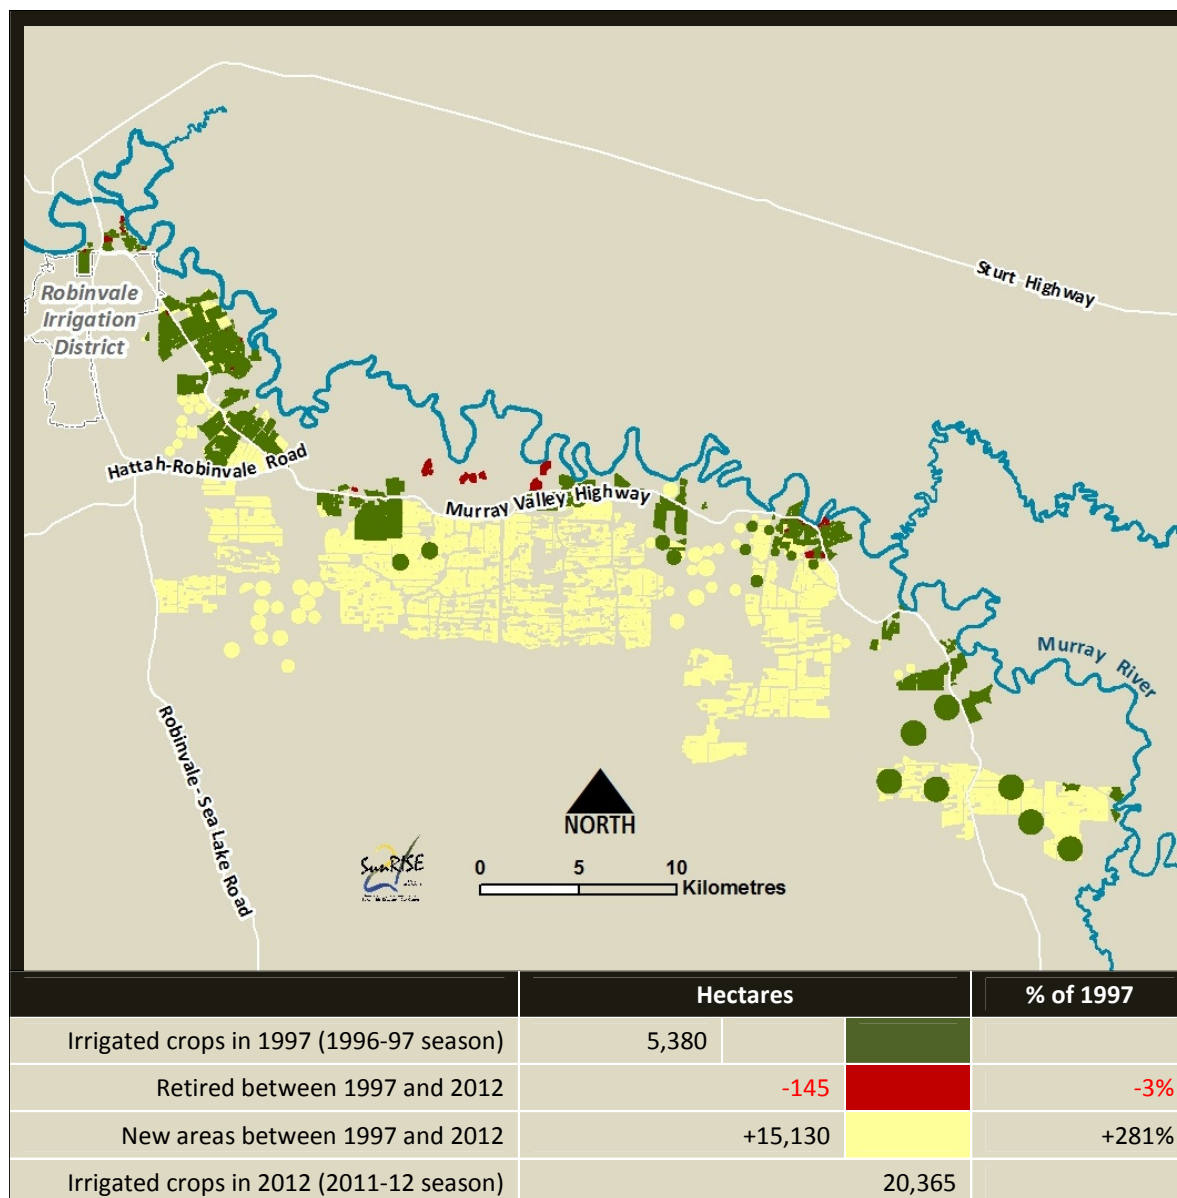 Sturt Highway
Robinvale
Irrigation
District
Hattah-Robinvale Road
Murray Valley Highway
Murray River
Robinvale - Sea Lake Road
NORTH
SunRISE
0 5 10
Kilometres
Hectares % of 1997
Irrigated crops in 1997 (1996-97 season) 5,380
Retired between 1997 and 2012 -145 -3%
New areas between 1997 and 2012 +15,130 +281%
Irrigated crops in 2012 (2011-12 season) 20,365